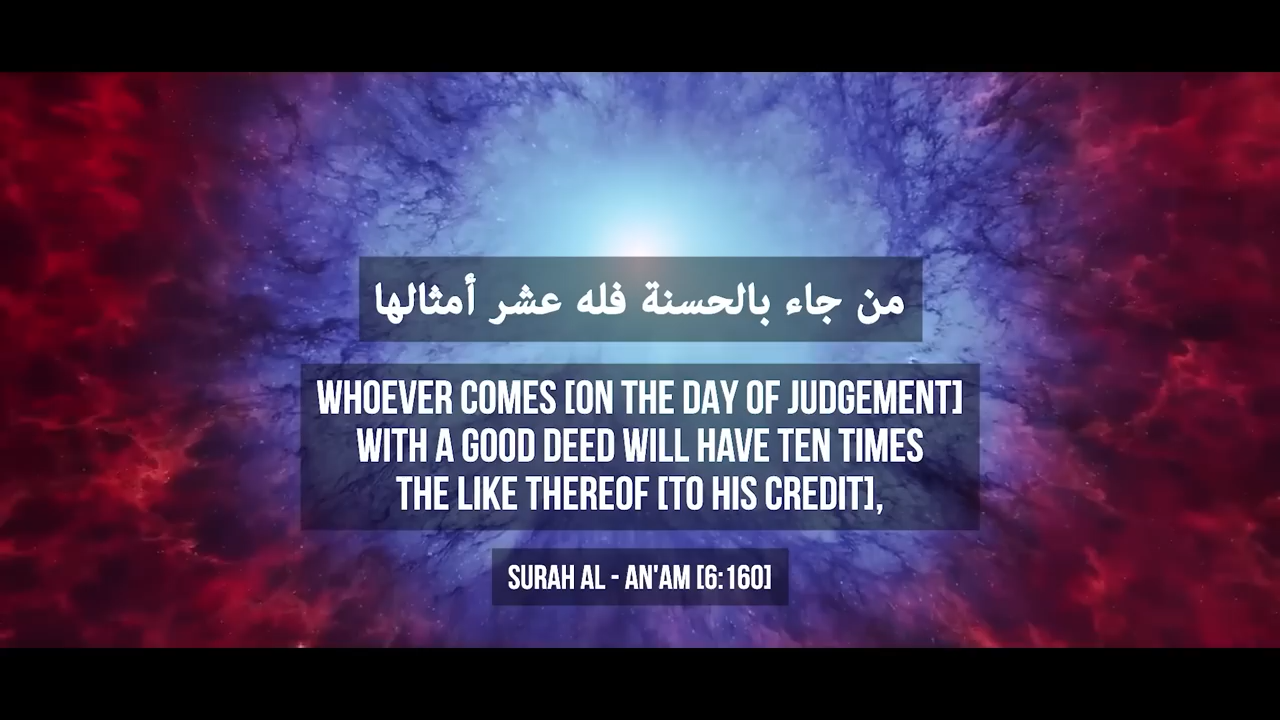 من جاء بالحسنة فله عشر أمثالها
WHOEVER COMES [ON THE DAY OF JUDGEMENT]
WITH A GOOD DEED WILL HAVE TEN TIMES
THE LIKE THEREOF [TO HIS CREDIT],
SURAH AL - AN'AM [6:160]